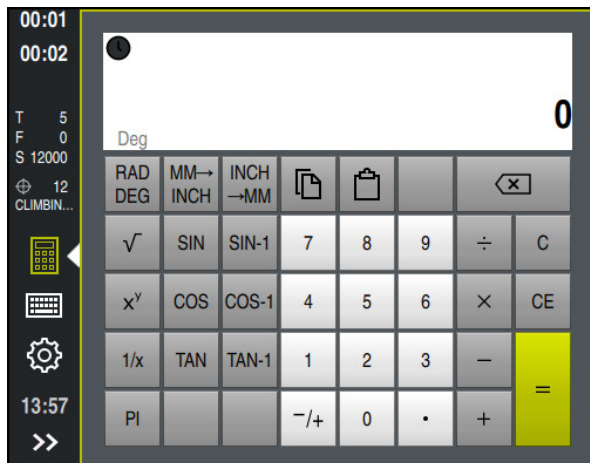 00:01
00:02
T 5
F 0
S 12000
12
CLIMBIN...
13:57
>>
0
Deg
RAD DEG
MM→ INCH
INCH →MM
√ SIN SIN-1 7 8 9 ÷ C
xʸ COS COS-1 4 5 6 × CE
1/x TAN TAN-1 1 2 3 − =
PI −/+ 0 • +